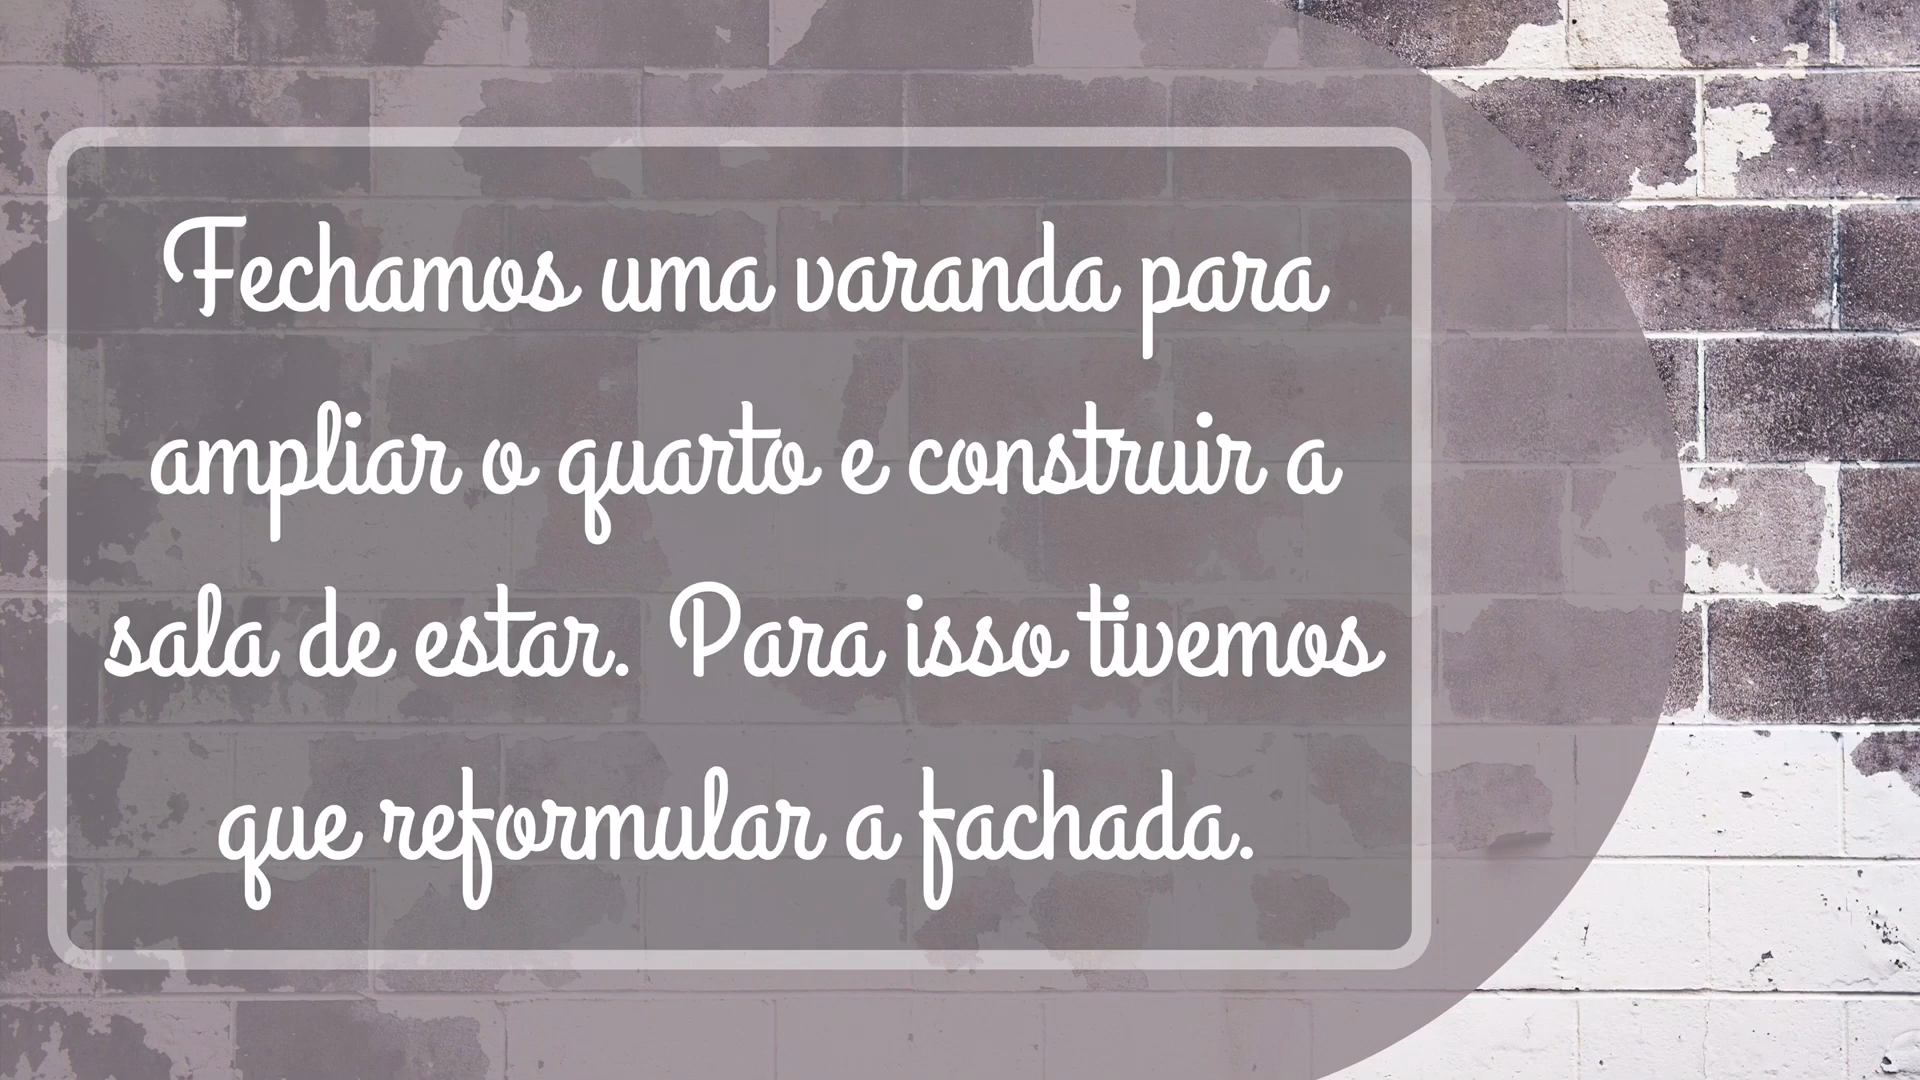 Fechamos uma varanda para
ampliar o quarto e construir a
sala de estar. Para isso tivemos
que reformular a fachada.